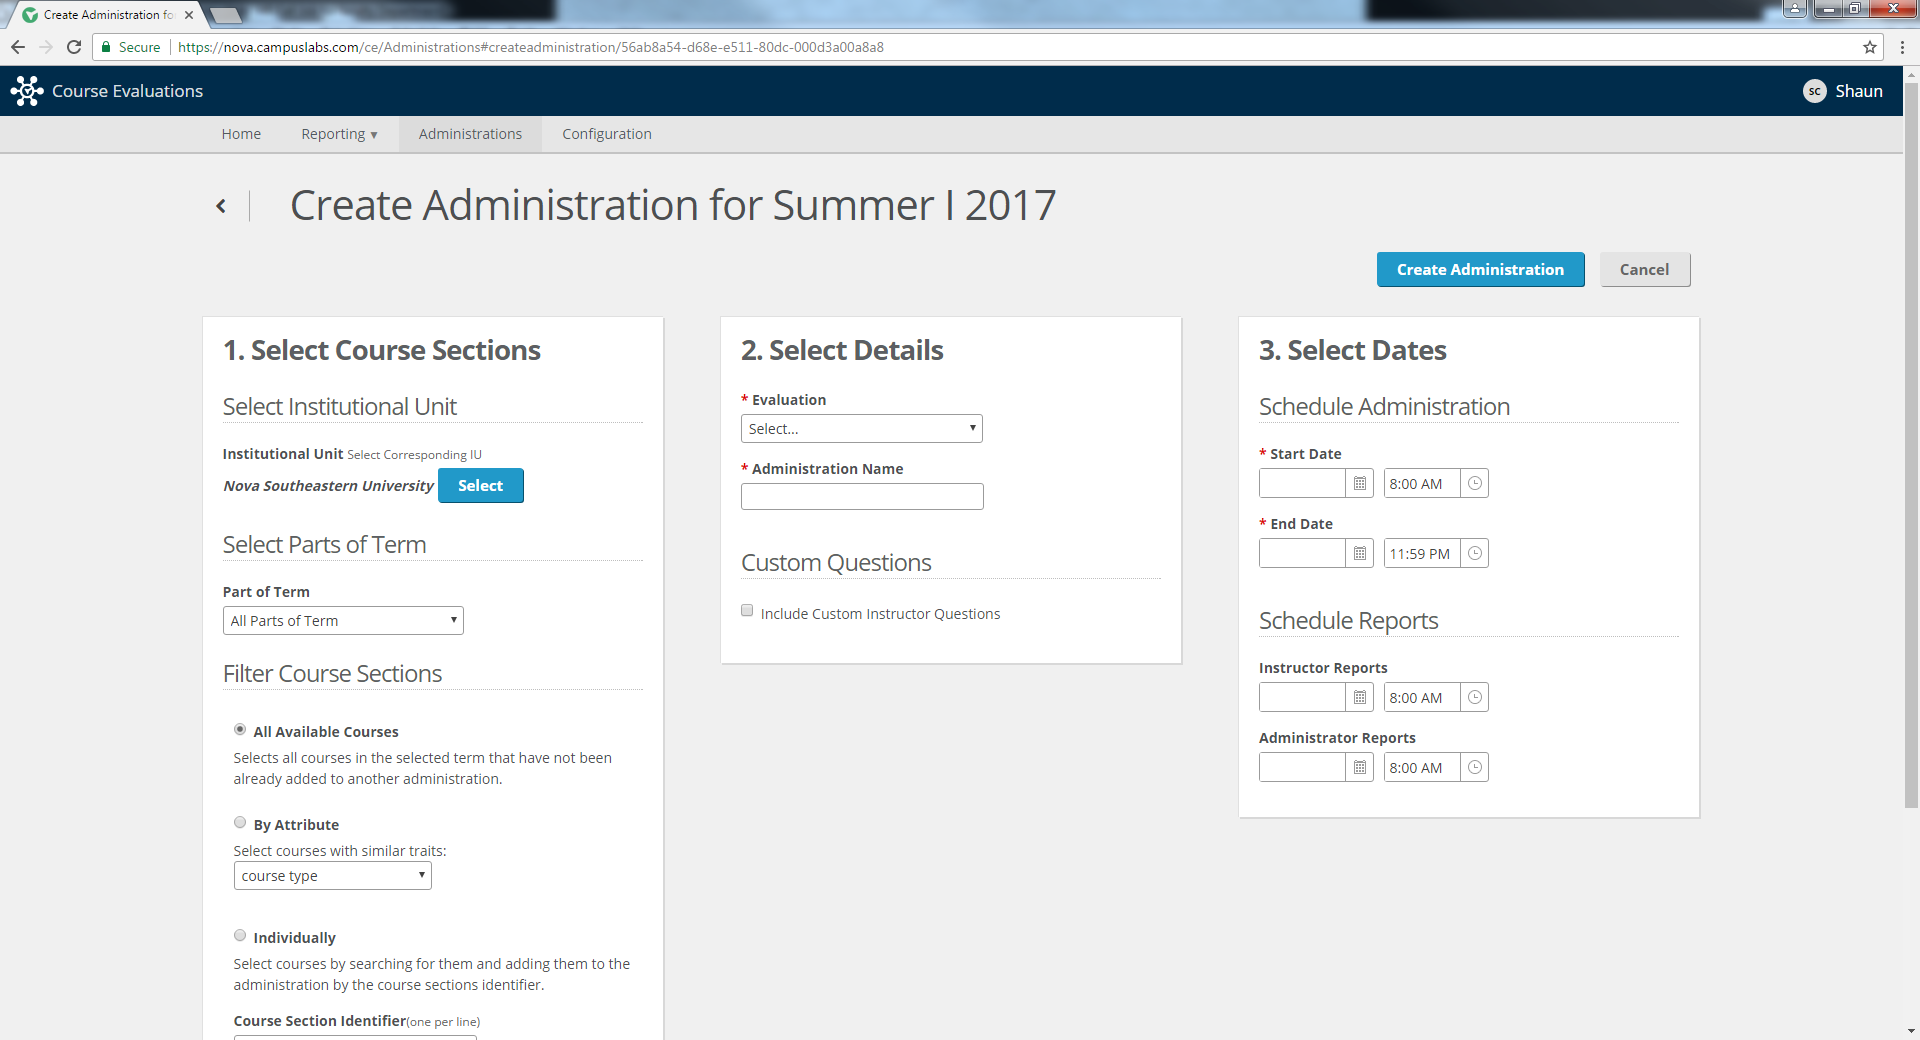 Create Administration fo
Secure
https://nova.campuslabs.com/ce/Administrations#createadministration/56ab8a54-d68e-e511-80dc-000d3a00a8a8
Course Evaluations
SC Shaun
Home Reporting ▾ Administrations Configuration
Create Administration for Summer I 2017
Create Administration Cancel
1. Select Course Sections
Select Institutional Unit
Institutional Unit Select Corresponding IU
Nova Southeastern University Select
Select Parts of Term
Part of Term
All Parts of Term
Filter Course Sections
All Available Courses
Selects all courses in the selected term that have not been
already added to another administration.
By Attribute
Select courses with similar traits:
course type
Individually
Select courses by searching for them and adding them to the
administration by the course sections identifier.
Course Section Identifier(one per line)
2. Select Details
* Evaluation
Select...
* Administration Name
Custom Questions
Include Custom Instructor Questions
3. Select Dates
Schedule Administration
* Start Date
8:00 AM
* End Date
11:59 PM
Schedule Reports
Instructor Reports
8:00 AM
Administrator Reports
8:00 AM